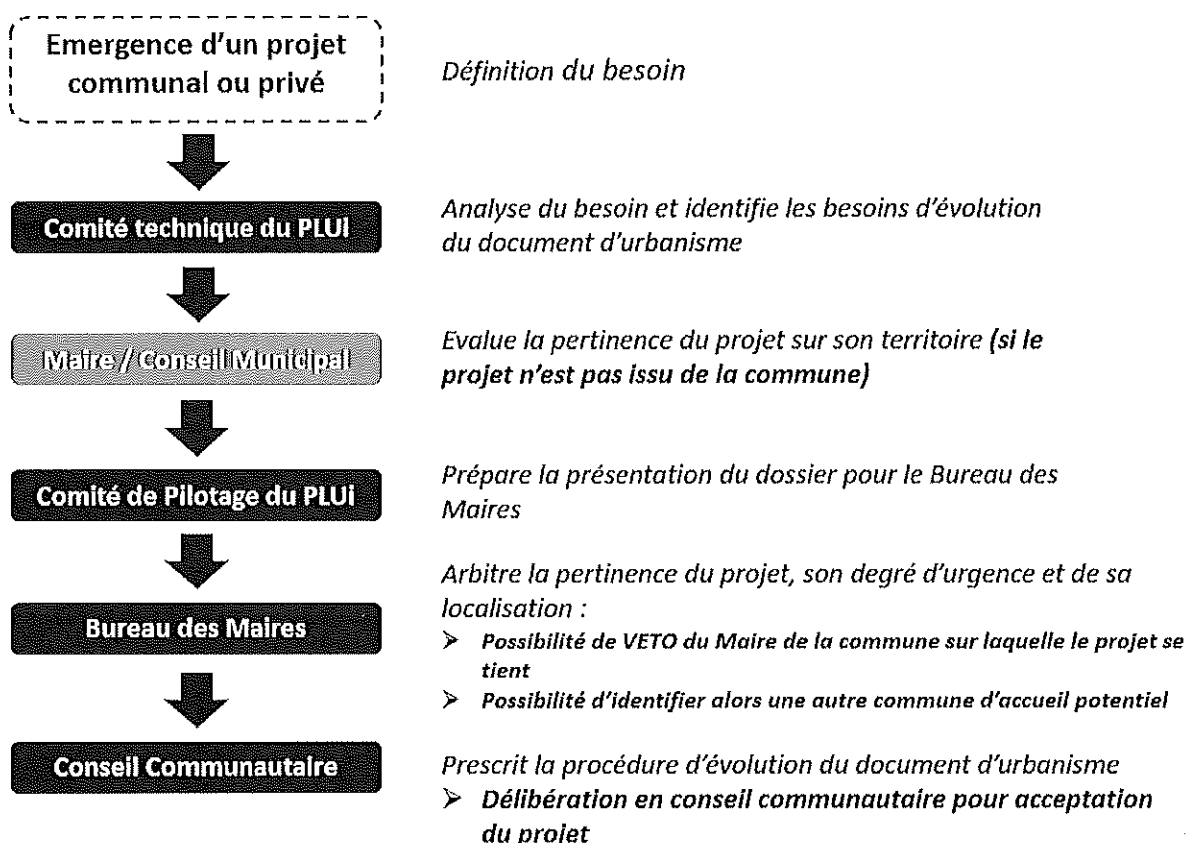 Emergence d'un projet
communal ou privé
Définition du besoin
Comité technique du PLUi
Analyse du besoin et identifie les besoins d'évolution
du document d'urbanisme
Maire / Conseil Municipal
Evalue la pertinence du projet sur son territoire (si le
projet n'est pas issu de la commune)
Comité de Pilotage du PLUi
Prépare la présentation du dossier pour le Bureau des
Maires
Bureau des Maires
Arbitre la pertinence du projet, son degré d'urgence et de sa
localisation :
➤ Possibilité de VETO du Maire de la commune sur laquelle le projet se
tient
➤ Possibilité d'identifier alors une autre commune d'accueil potentiel
Conseil Communautaire
Prescrit la procédure d'évolution du document d'urbanisme
➤ Délibération en conseil communautaire pour acceptation
du projet